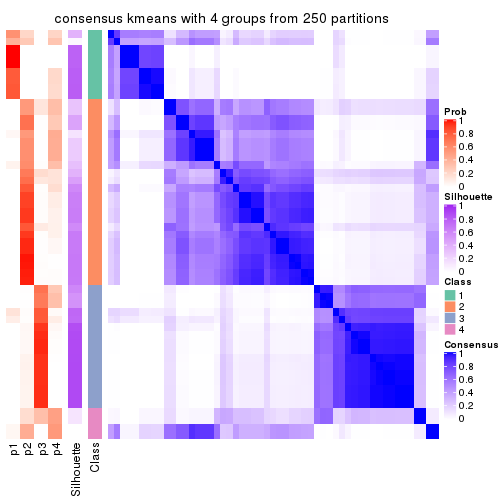 consensus kmeans with 4 groups from 250 partitions
p1
p2
p3
p4
Silhouette
Class
Prob
1
0.8
0.6
0.4
0.2
0
Silhouette
1
0.8
0.6
0.4
0.2
0
Class
1
2
3
4
Consensus
1
0.8
0.6
0.4
0.2
0